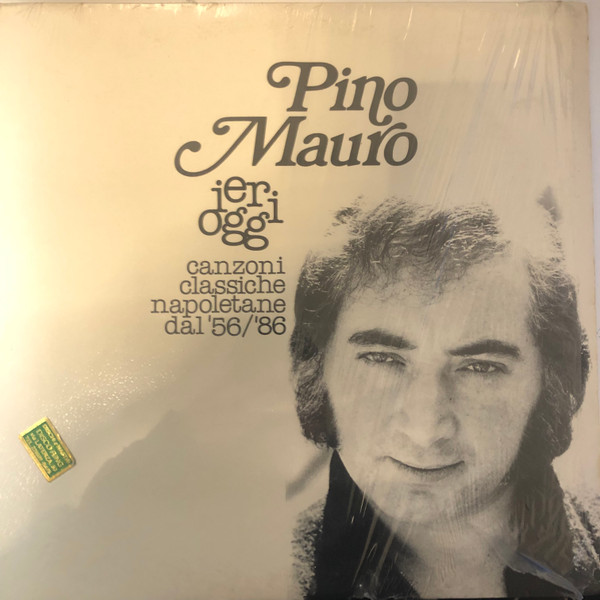 Pino
Mauro
ieri
oggi
canzoni
classiche
napoletane
dal '56/'86